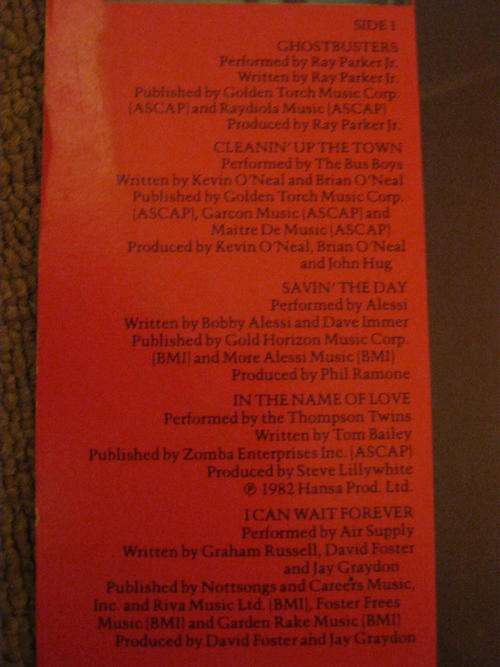 SIDE 1
GHOSTBUSTERS
Performed by Ray Parker Jr.
Written by Ray Parker Jr.
Published by Golden Torch Music Corp.
(ASCAP) and Raydiola Music (ASCAP)
Produced by Ray Parker Jr.
CLEANIN' UP THE TOWN
Performed by The Bus Boys
Written by Kevin O'Neal and Brian O'Neal
Published by Golden Torch Music Corp.
(ASCAP), Garcon Music (ASCAP) and
Maitre De Music (ASCAP)
Produced by Kevin O'Neal, Brian O'Neal
and John Hug
SAVIN' THE DAY
Performed by Alessi
Written by Bobby Alessi and Dave Immer
Published by Gold Horizon Music Corp.
(BMI) and More Alessi Music (BMI)
Produced by Phil Ramone
IN THE NAME OF LOVE
Performed by the Thompson Twins
Written by Tom Bailey
Published by Zomba Enterprises Inc. (ASCAP)
Produced by Steve Lillywhite
℗ 1982 Hansa Prod. Ltd.
I CAN WAIT FOREVER
Performed by Air Supply
Written by Graham Russell, David Foster
and Jay Graydon
Published by Nottsongs and Careers Music,
Inc. and Riva Music Ltd. (BMI), Foster Frees
Music (BMI) and Garden Rake Music (BMI)
Produced by David Foster and Jay Graydon